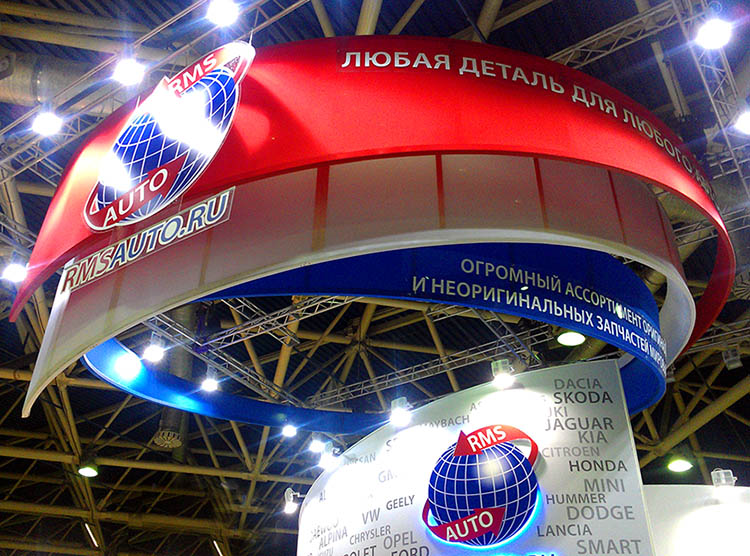 RMS
AUTO
RMSAUTO.RU
ЛЮБАЯ ДЕТАЛЬ ДЛЯ ЛЮБОГО
ОГРОМНЫЙ АССОРТИМЕНТ
И НЕОРИГИНАЛЬНЫХ ЗАПЧАСТЕЙ
DACIA
SKODA
JAGUAR
KIA
CITROEN
HONDA
MINI
HUMMER
DODGE
LANCIA
SMART
RMS
AUTO
VW GEELY
ALPINA CHRYSLER
OPEL
FORD